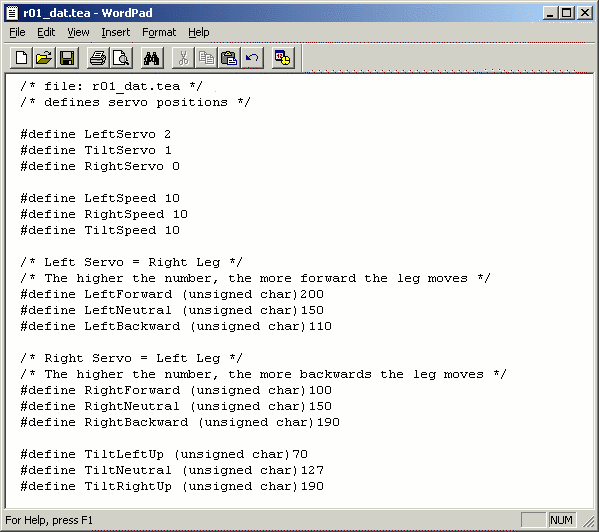 r01_dat.tea - WordPad
File Edit View Insert Format Help
/* file: r01_dat.tea */
/* defines servo positions */
#define LeftServo 2
#define TiltServo 1
#define RightServo 0
#define LeftSpeed 10
#define RightSpeed 10
#define TiltSpeed 10
/* Left Servo = Right Leg */
/* The higher the number, the more forward the leg moves */
#define LeftForward (unsigned char)200
#define LeftNeutral (unsigned char)150
#define LeftBackward (unsigned char)110
/* Right Servo = Left Leg */
/* The higher the number, the more backwards the leg moves */
#define RightForward (unsigned char)100
#define RightNeutral (unsigned char)150
#define RightBackward (unsigned char)190
#define TiltLeftUp (unsigned char)70
#define TiltNeutral (unsigned char)127
#define TiltRightUp (unsigned char)190
For Help, press F1 NUM